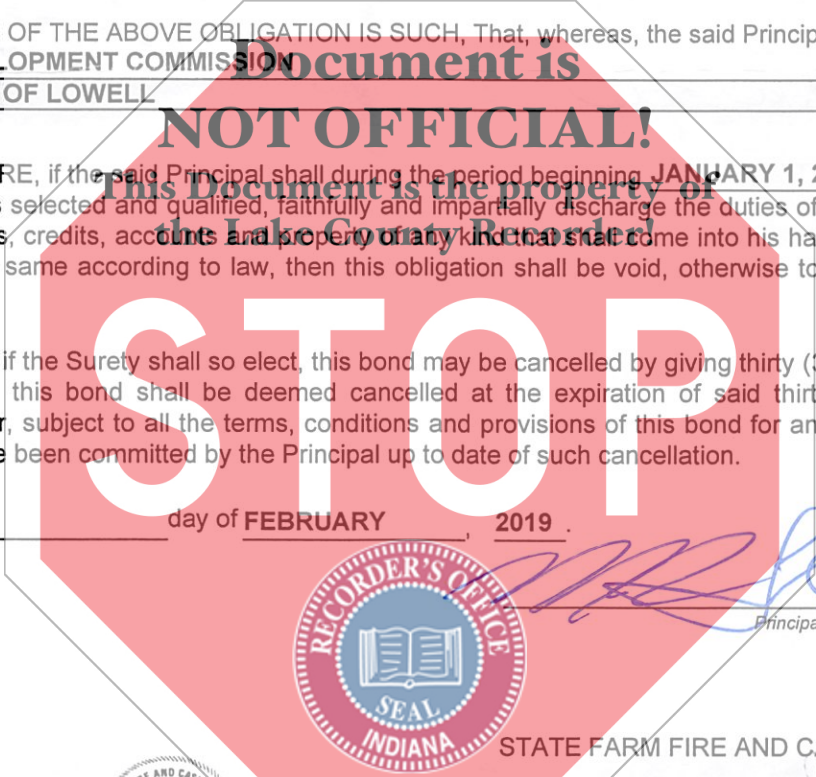 OF THE ABOVE OBLIGATION IS SUCH, That, whereas, the said Princip
LOPMENT COMMISSION
Document is
OF LOWELL
NOT OFFICIAL!
RE, if the said Principal shall during the period beginning JANUARY 1, 2
This Document is the property of
s selected and qualified, faithfully and impartially discharge the duties of
the Lake County Recorder!
s, credits, accounts and property of any kind that shall come into his ha
same according to law, then this obligation shall be void, otherwise to
STOP
if the Surety shall so elect, this bond may be cancelled by giving thirty (3
this bond shall be deemed cancelled at the expiration of said thirt
r, subject to all the terms, conditions and provisions of this bond for an
e been committed by the Principal up to date of such cancellation.
day of FEBRUARY , 2019 .
RECORDER'S OFFICE
SEAL
INDIANA
Principa
STATE FARM FIRE AND CA
E AND CAS